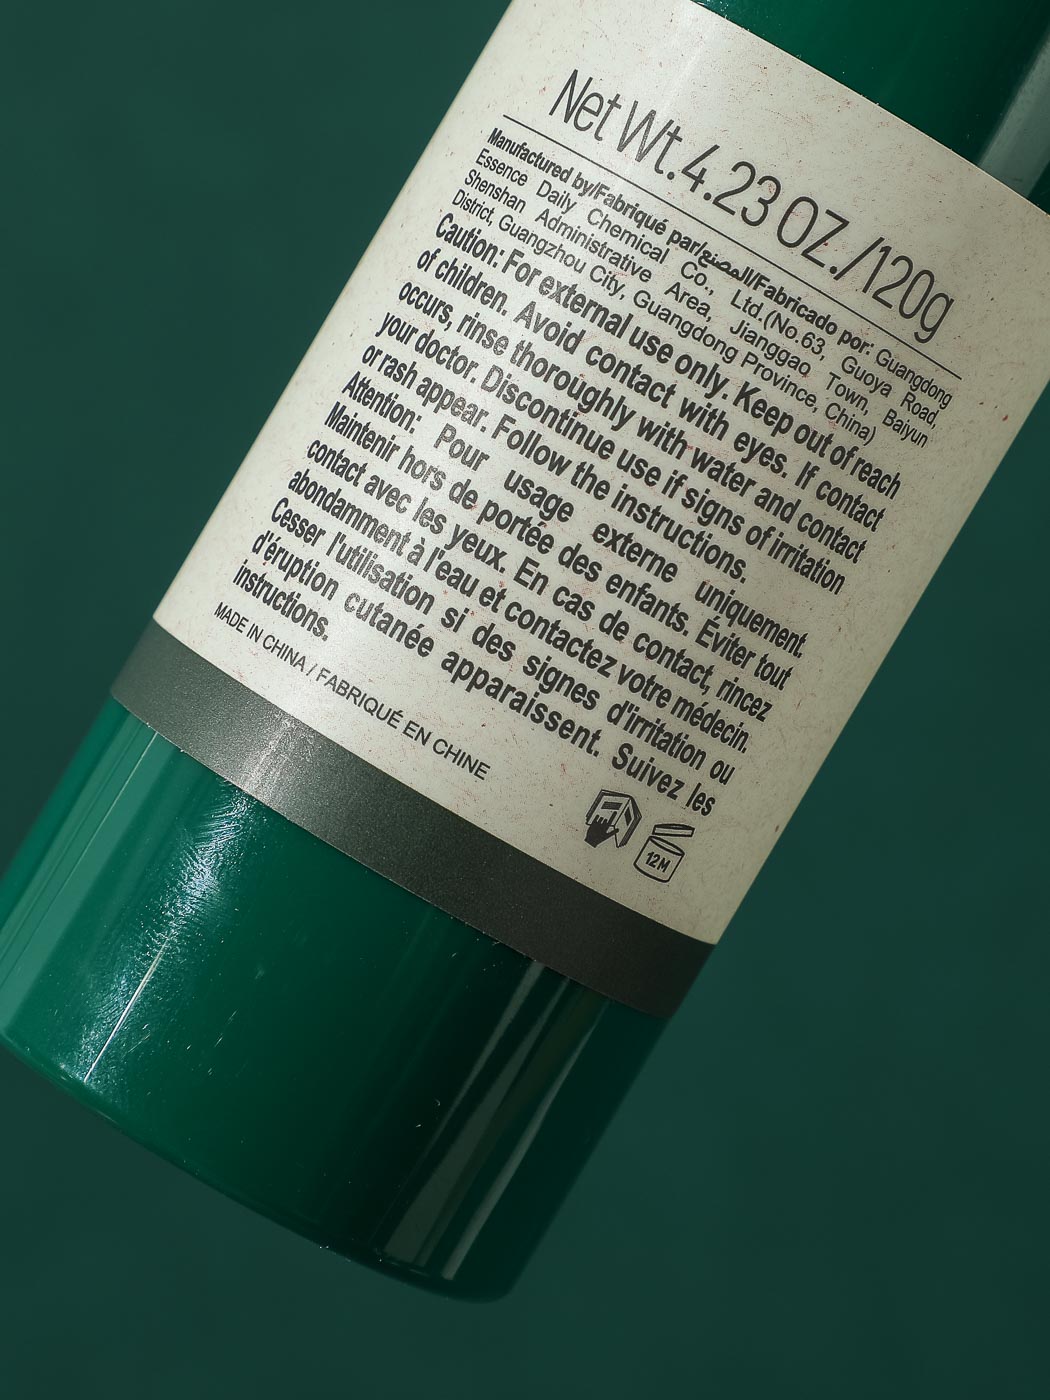 Net Wt.4.23 OZ./120g
Manufactured by/Fabriqué par/المصنع/Fabricado por: Guangdong
Essence Daily Chemical Co., Ltd.(No.63, Guoya Road,
Shenshan Administrative Area, Jianggao Town, Baiyun
District, Guangzhou City, Guangdong Province, China)
Caution: For external use only. Keep out of reach
of children. Avoid contact with eyes. If contact
occurs, rinse thoroughly with water and contact
your doctor. Discontinue use if signs of irritation
or rash appear. Follow the instructions.
Attention: Pour usage externe uniquement.
Maintenir hors de portée des enfants. Éviter tout
contact avec les yeux. En cas de contact, rincez
abondamment à l'eau et contactez votre médecin.
Cesser l'utilisation si des signes d'irritation ou
d'éruption cutanée apparaissent. Suivez les
instructions.
MADE IN CHINA / FABRIQUÉ EN CHINE
12M